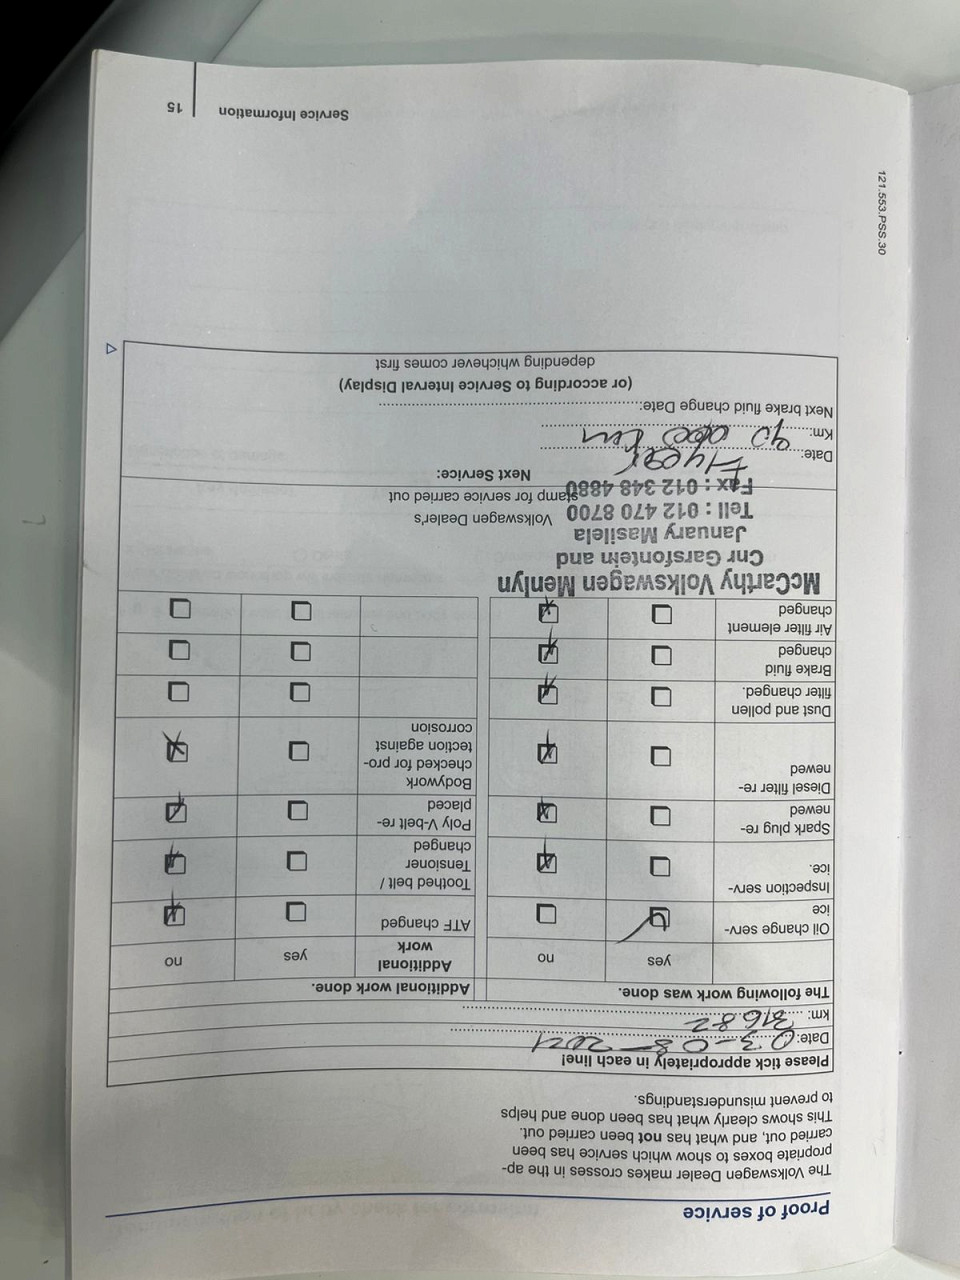 Proof of service
The Volkswagen Dealer makes crosses in the ap-
propriate boxes to show which service has been
carried out, and what has not been carried out.
This shows clearly what has been done and helps
to prevent misunderstandings.
Please tick appropriately in each line!
Date: 03-08-2021
km: 31682
The following work was done.
Additional work done.
yes
no
Additional
work
yes
no
Oil change serv-
ice
ATF changed
Inspection serv-
ice.
Toothed belt /
Tensioner
changed
Spark plug re-
newed
Poly V-belt re-
placed
Diesel filter re-
newed
Bodywork
checked for pro-
tection against
corrosion
Dust and pollen
filter changed.
Brake fluid
changed
Air filter element
changed
McCarthy Volkswagen Menlyn
Cnr Garsfontein and
January Masilela
Tell : 012 470 8700
Fax : 012 348 4880
Volkswagen Dealer's
stamp for service carried out
Next Service:
Date: year
Km: 90 000 km
Next brake fluid change Date:
(or according to Service Interval Display)
depending whichever comes first
121.553.PSS.30
Service Information
15